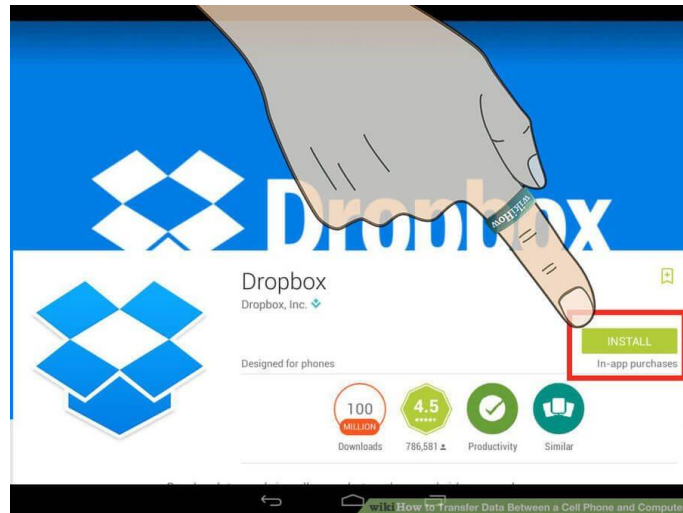 Dropbox
wikiHow
Dropbox
Dropbox, Inc.
INSTALL
Designed for phones
In-app purchases
100
MILLION
4.5
Downloads
786,581
Productivity
Similar
wikiHow to Transfer Data Between a Cell Phone and Compute